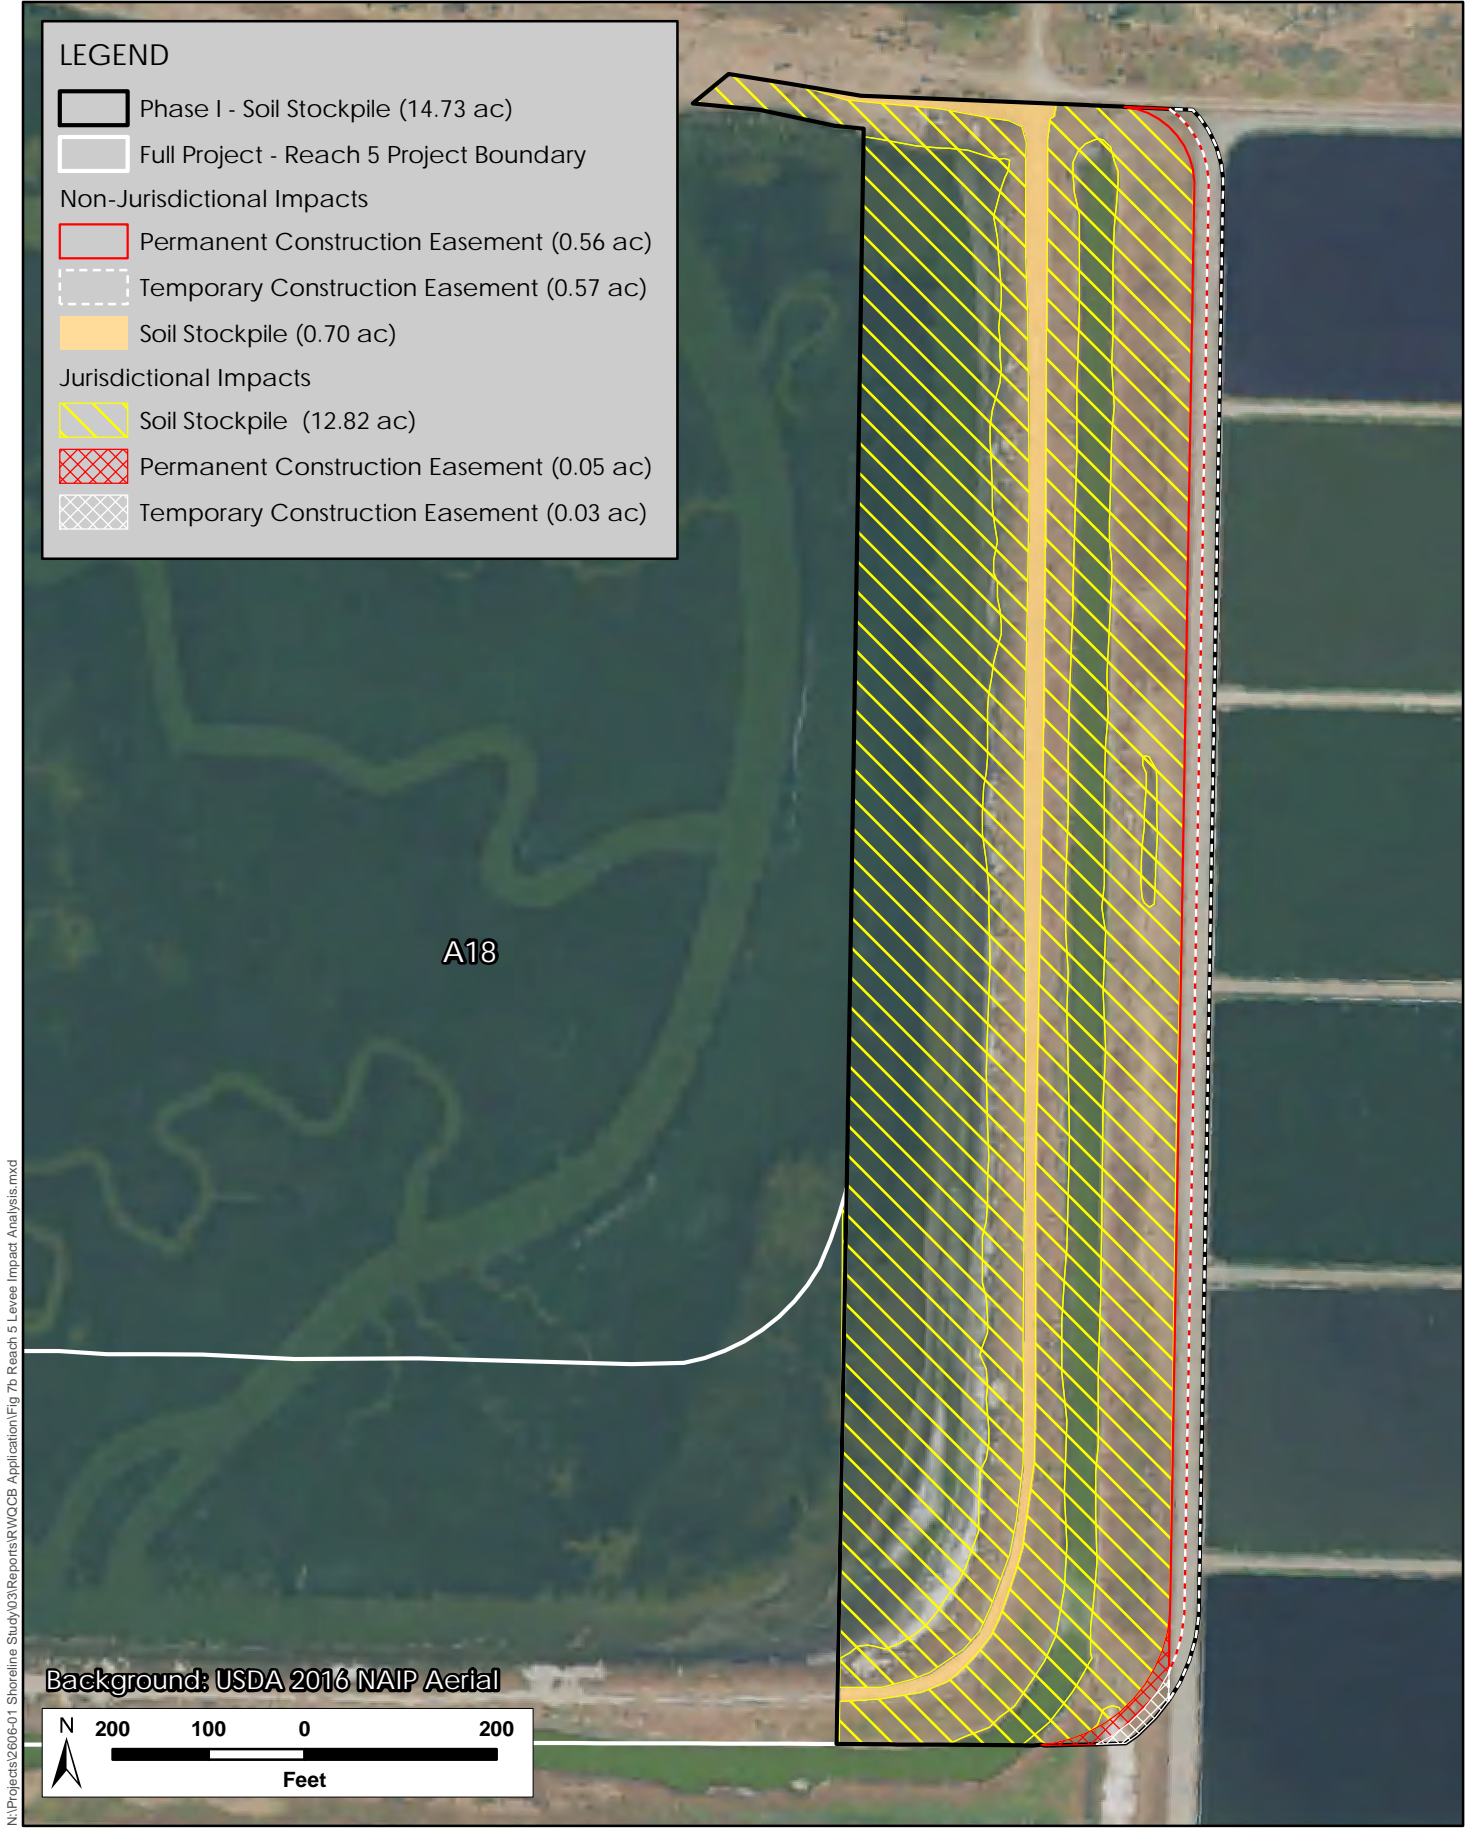 LEGEND
Phase I - Soil Stockpile (14.73 ac)
Full Project - Reach 5 Project Boundary
Non-Jurisdictional Impacts
Permanent Construction Easement (0.56 ac)
Temporary Construction Easement (0.57 ac)
Soil Stockpile (0.70 ac)
Jurisdictional Impacts
Soil Stockpile (12.82 ac)
Permanent Construction Easement (0.05 ac)
Temporary Construction Easement (0.03 ac)
A18
N:\Projects\2606-01 Shoreline Study\03\Reports\RWQCB Application\Fig 7b Reach 5 Levee Impact Analysis.mxd
Background: USDA 2016 NAIP Aerial
N
200 100 0 200
Feet